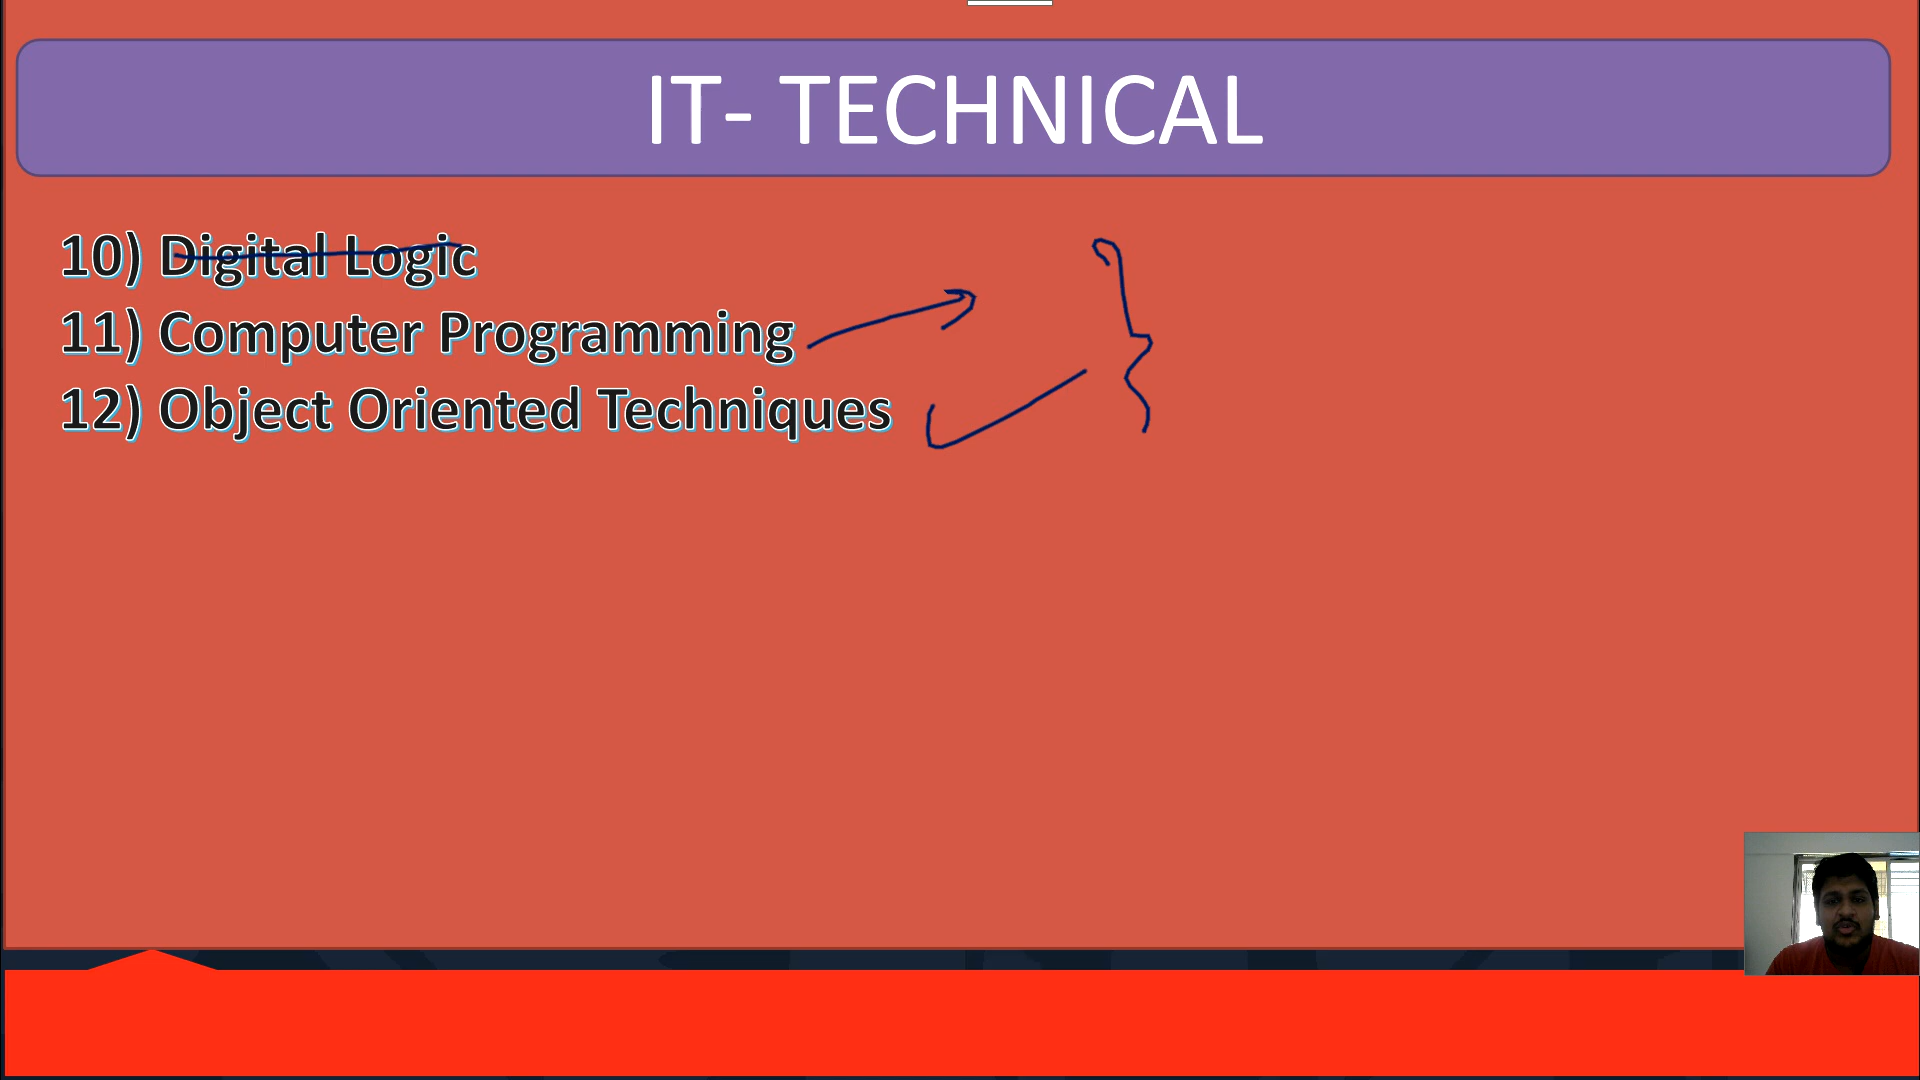 IT- TECHNICAL
10) Digital Logic
11) Computer Programming
12) Object Oriented Techniques